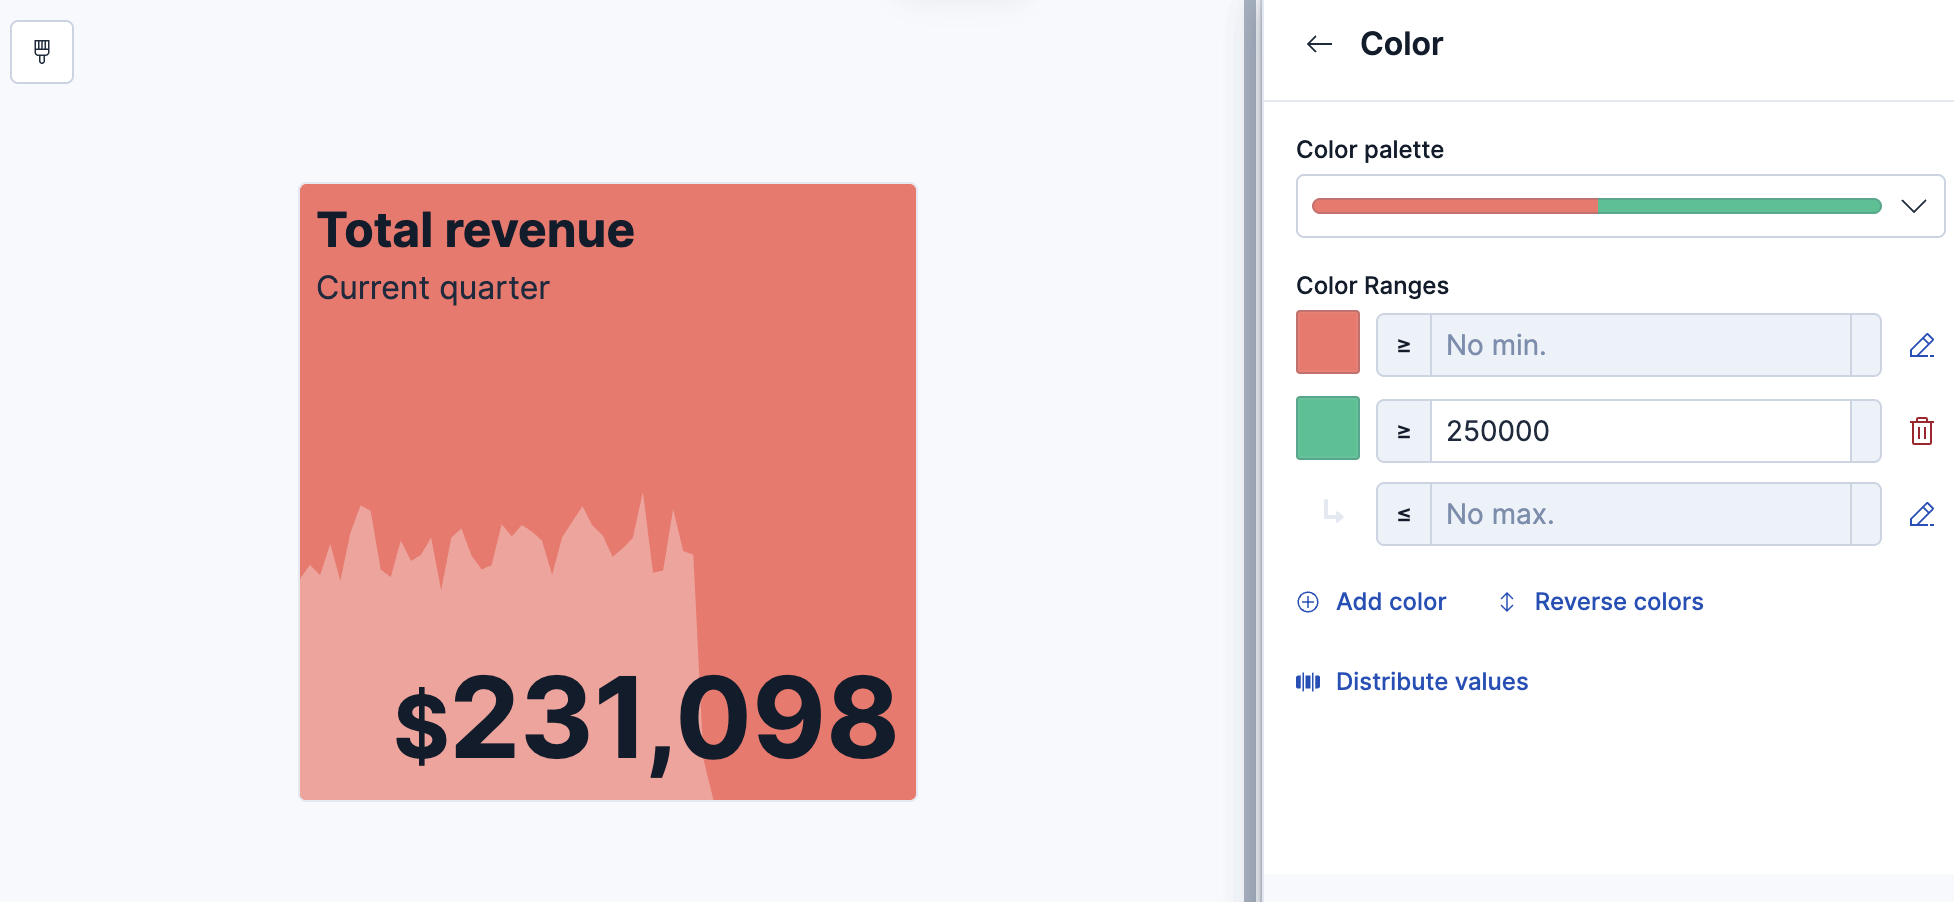 Total revenue
Current quarter
$231,098
Color
Color palette
Color Ranges
≥ No min.
≥ 250000
≤ No max.
Add color Reverse colors
Distribute values